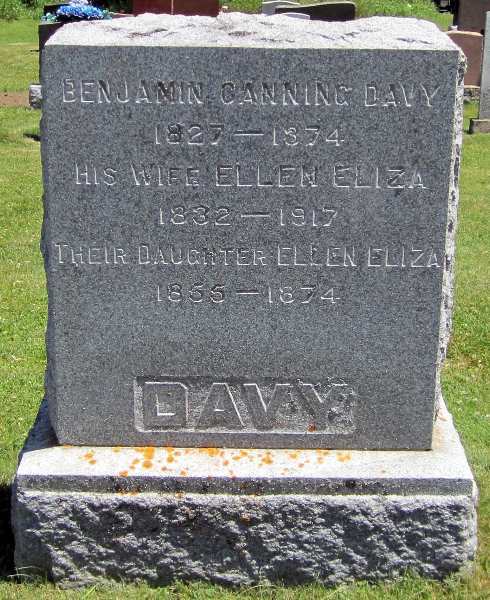 BENJAMIN CANNING DAVY
1827 — 1874
HIS WIFE ELLEN ELIZA
1832 — 1917
THEIR DAUGHTER ELLEN ELIZA
1855 — 1874
DAVY